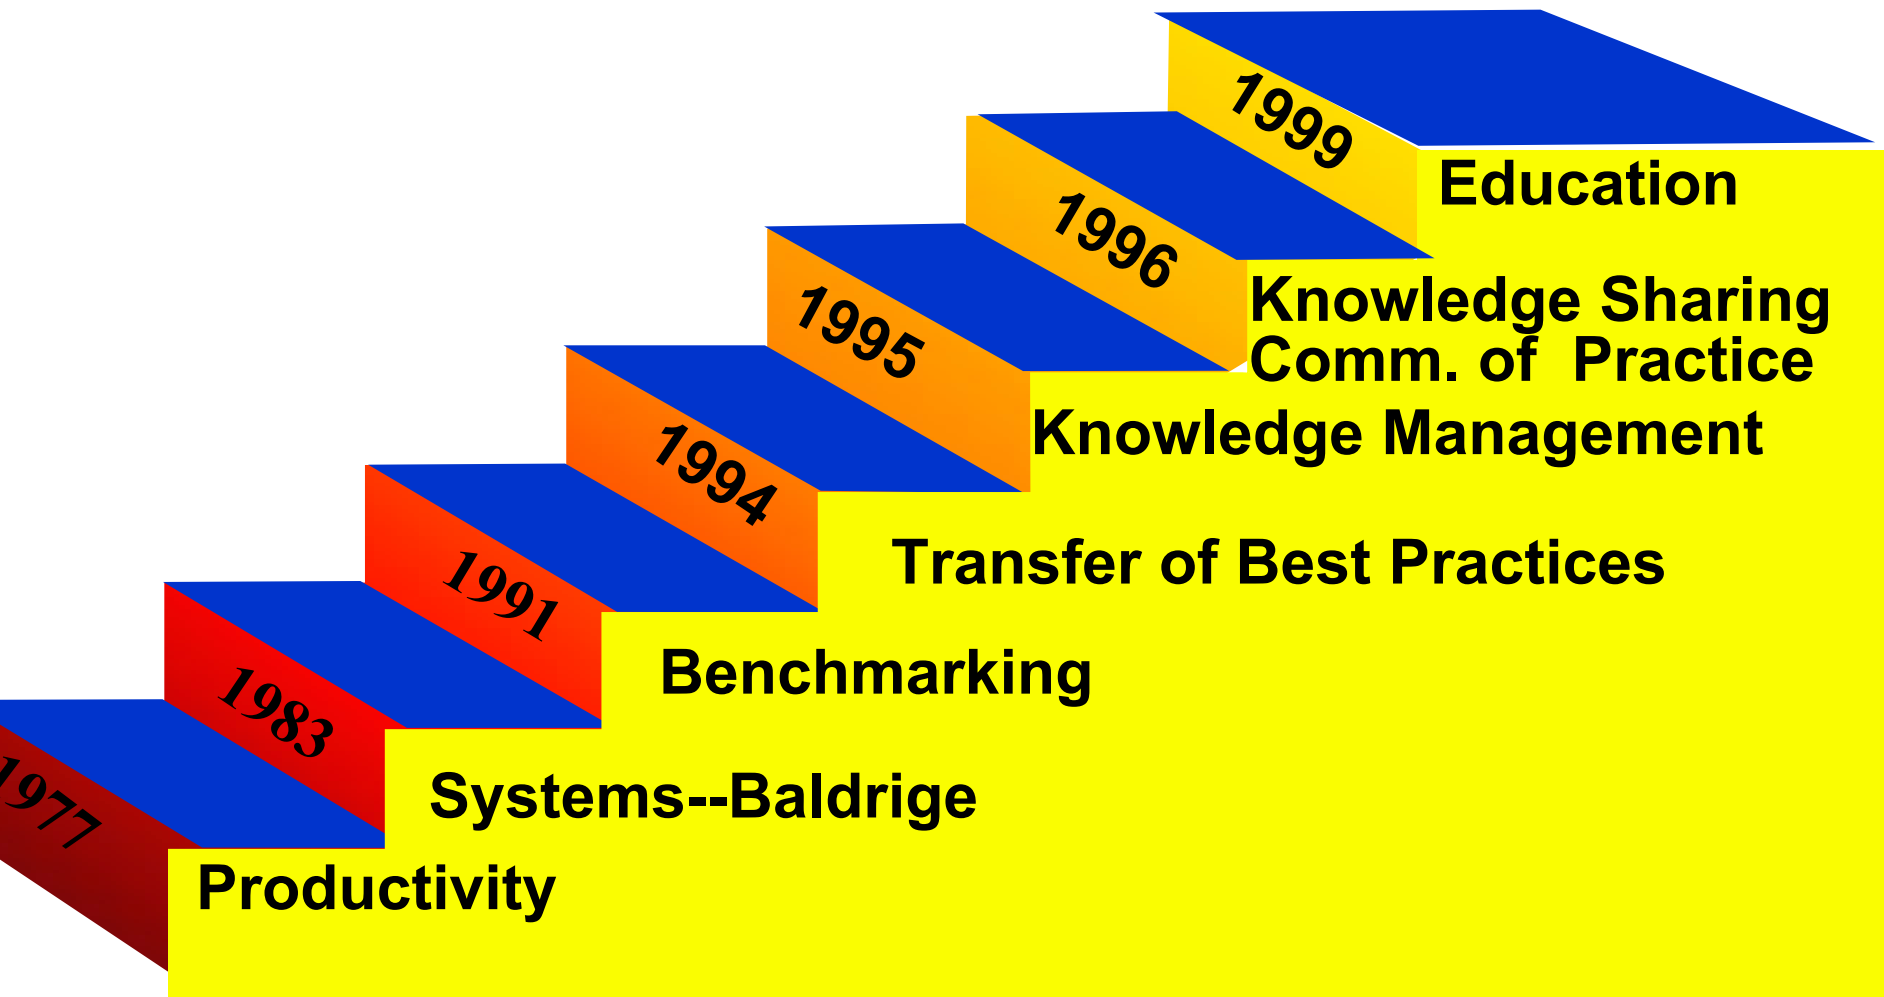 1999
Education
1996
Knowledge Sharing
Comm. of Practice
1995
Knowledge Management
1994
Transfer of Best Practices
1991
Benchmarking
1983
Systems--Baldrige
1977
Productivity